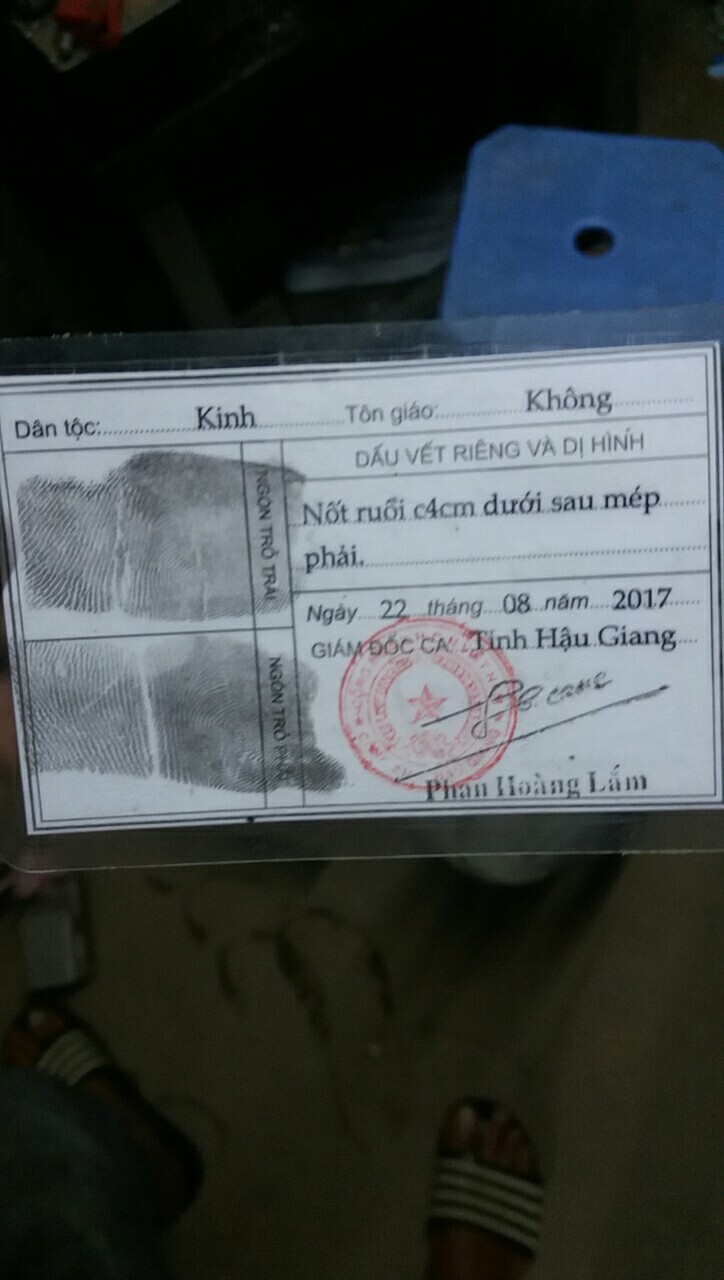 Dân tộc:..............Kinh..............Tôn giáo:..............Không..............
DẤU VẾT RIÊNG VÀ DỊ HÌNH
NGÓN TRỎ TRÁI
Nốt ruồi c4cm dưới sau mép
phải.
Ngày...22...tháng...08...năm...2017
GIÁM ĐỐC CA: Tỉnh Hậu Giang
NGÓN TRỎ PHẢI
Phan Hoàng Lắm